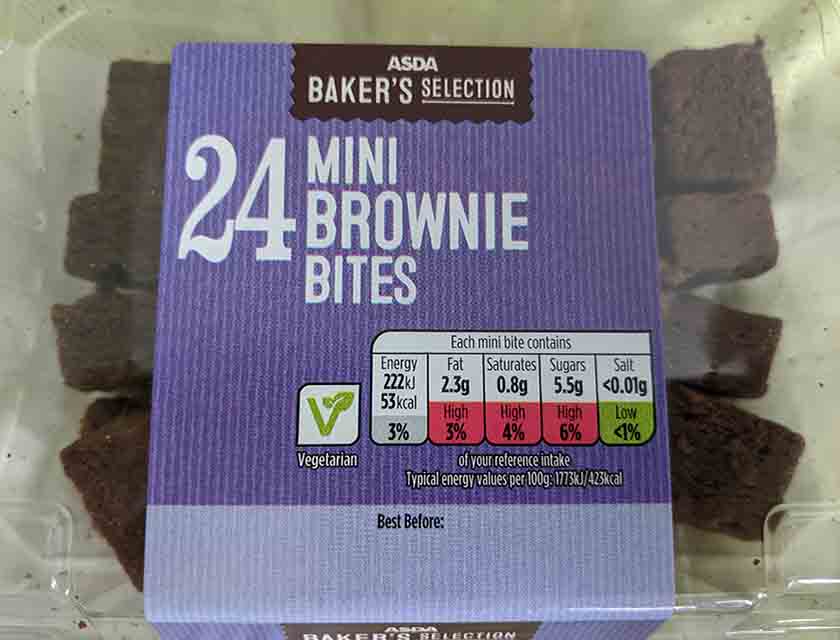 ASDA
BAKER'S SELECTION
24 MINI
BROWNIE
BITES
Each mini bite contains
Energy Fat Saturates Sugars Salt
222kJ 2.3g 0.8g 5.5g <0.01g
53kcal
High High High Low
3% 3% 4% 6% <1%
Vegetarian
of your reference intake
Typical energy values per 100g: 1773kJ/423kcal
Best Before:
ASDA
BAKER'S SELECTION